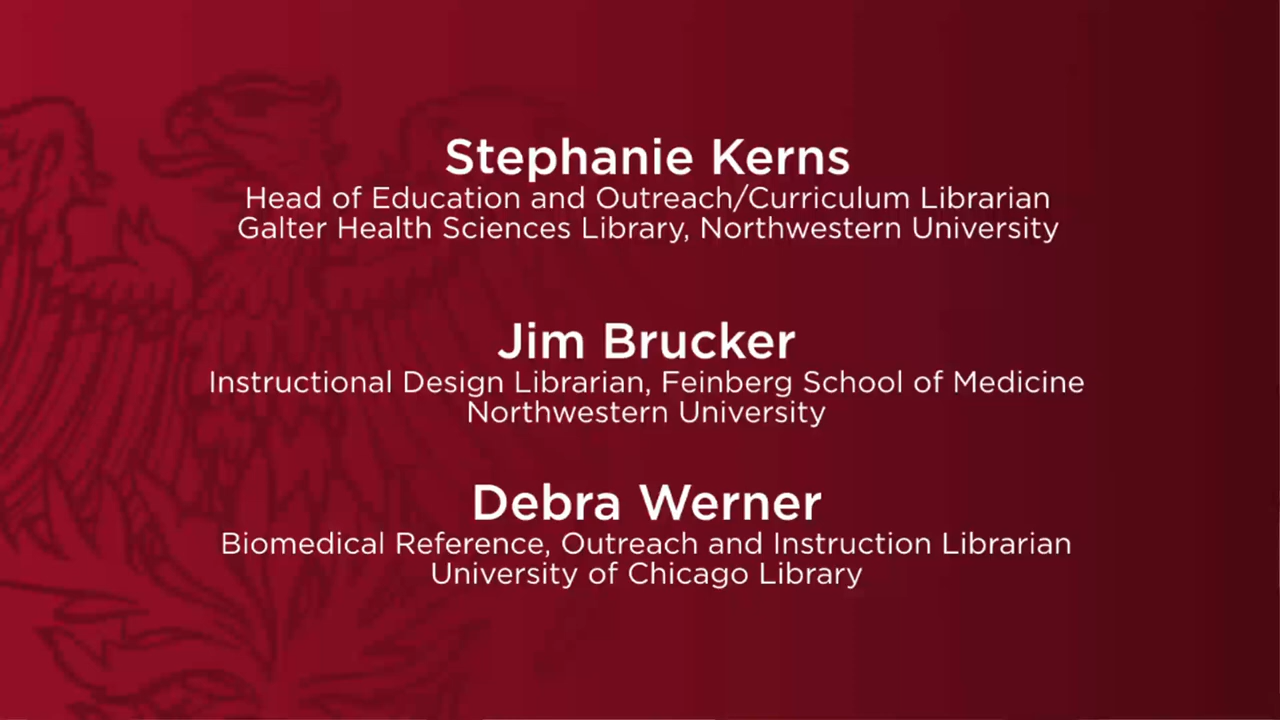 Stephanie Kerns
Head of Education and Outreach/Curriculum Librarian
Galter Health Sciences Library, Northwestern University
Jim Brucker
Instructional Design Librarian, Feinberg School of Medicine
Northwestern University
Debra Werner
Biomedical Reference, Outreach and Instruction Librarian
University of Chicago Library